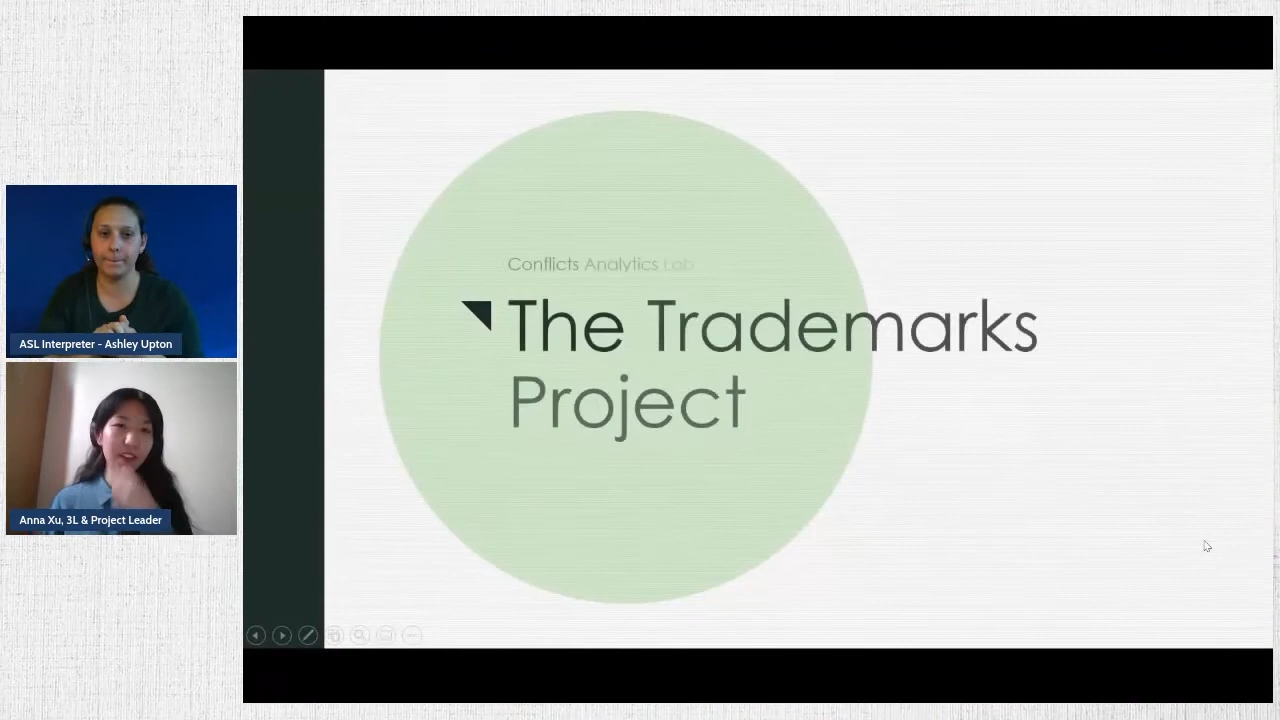 Conflicts Analytics Lab
The Trademarks
Project
ASL Interpreter - Ashley Upton
Anna Xu, 3L & Project Leader